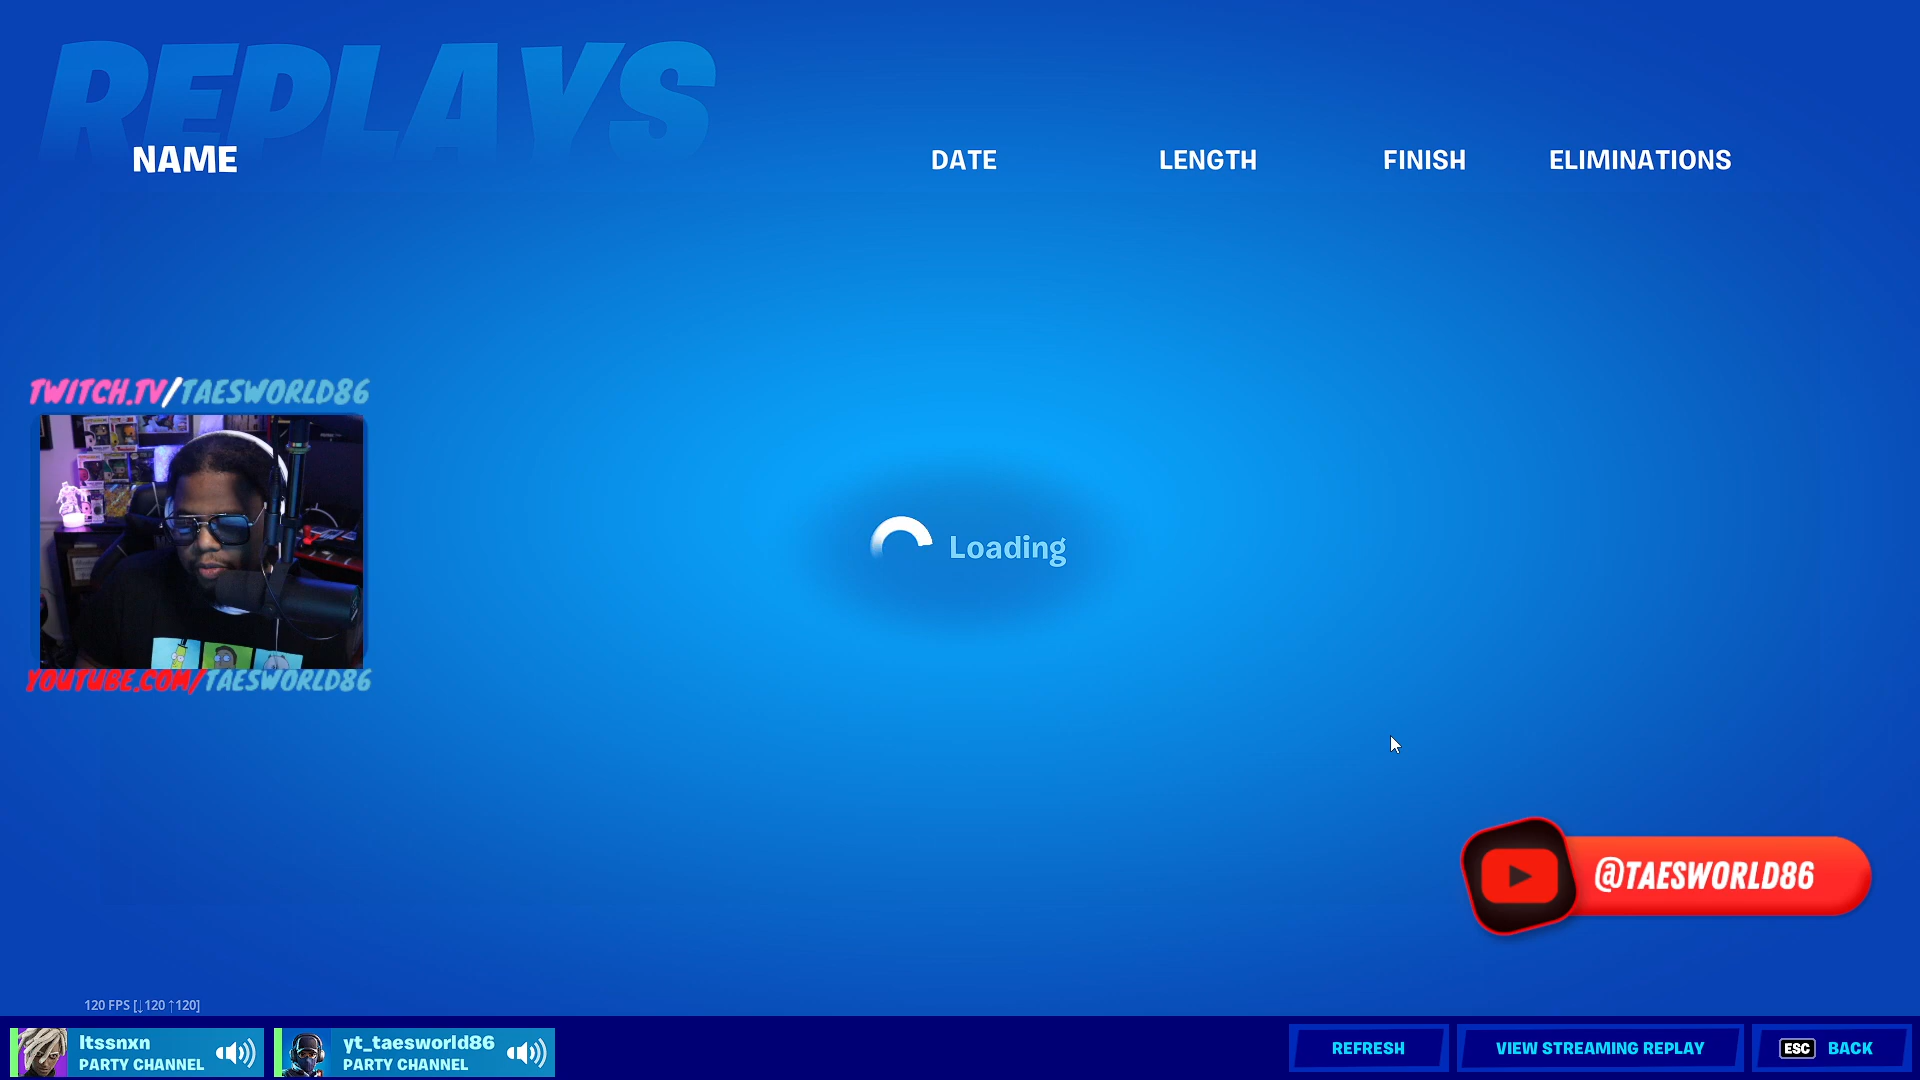 REPLAYS
NAME DATE LENGTH FINISH ELIMINATIONS
TWITCH.TV/TAESWORLD86
Loading
YOUTUBE.COM/TAESWORLD86
@TAESWORLD86
120 FPS [↓120 ↑120]
ltssnxn
PARTY CHANNEL
yt_taesworld86
PARTY CHANNEL
REFRESH
VIEW STREAMING REPLAY
ESC BACK